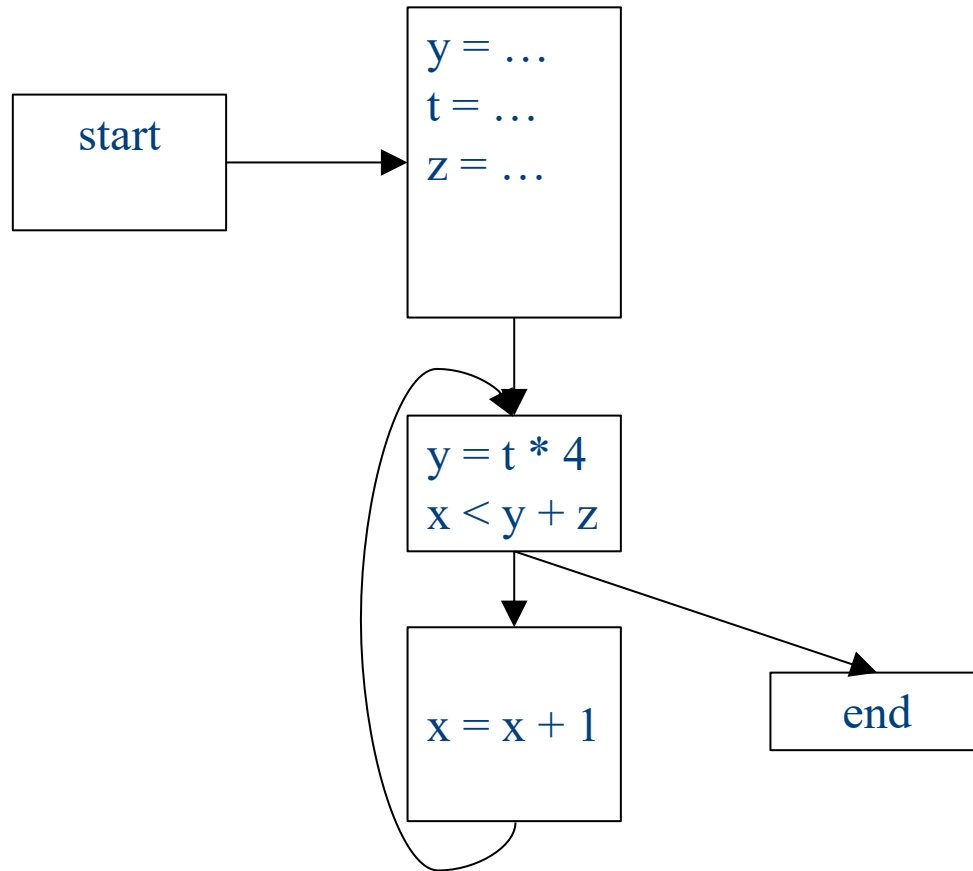 start
y = …
t = …
z = …
y = t * 4
x < y + z
x = x + 1
end